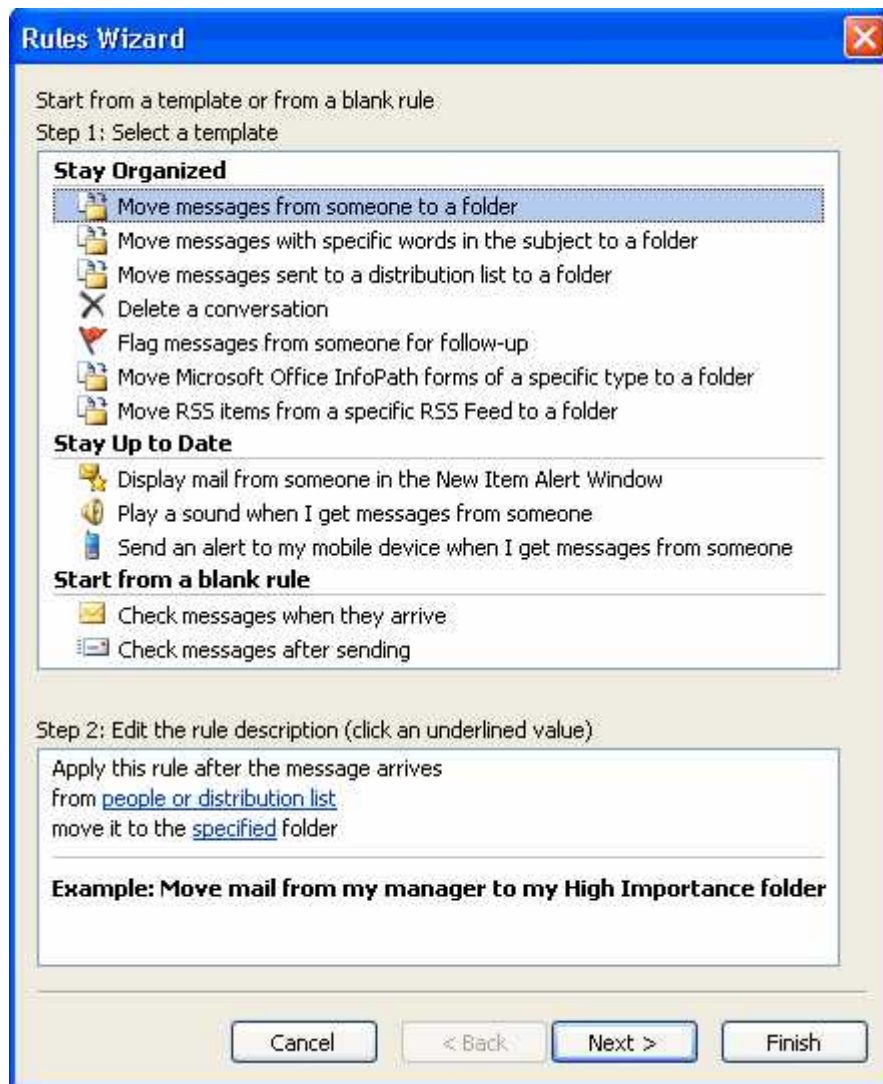 Rules Wizard
Start from a template or from a blank rule
Step 1: Select a template
Stay Organized
Move messages from someone to a folder
Move messages with specific words in the subject to a folder
Move messages sent to a distribution list to a folder
Delete a conversation
Flag messages from someone for follow-up
Move Microsoft Office InfoPath forms of a specific type to a folder
Move RSS items from a specific RSS Feed to a folder
Stay Up to Date
Display mail from someone in the New Item Alert Window
Play a sound when I get messages from someone
Send an alert to my mobile device when I get messages from someone
Start from a blank rule
Check messages when they arrive
Check messages after sending
Step 2: Edit the rule description (click an underlined value)
Apply this rule after the message arrives
from people or distribution list
move it to the specified folder
Example: Move mail from my manager to my High Importance folder
Cancel < Back Next > Finish